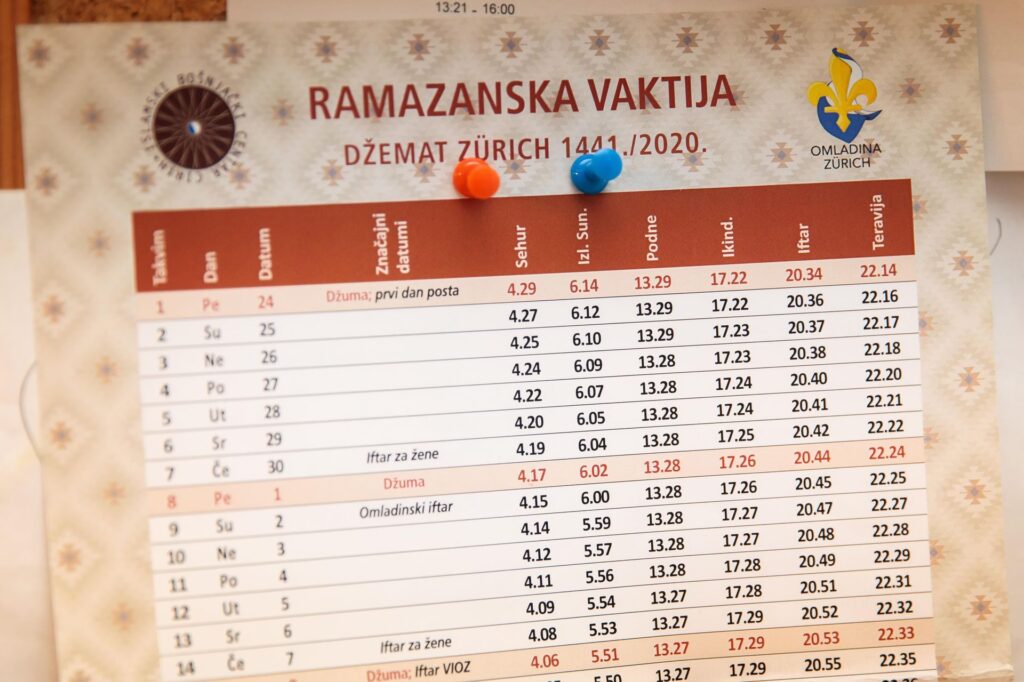 13:21 - 16:00
BOŠNJAČKI CENTAR
RAMAZANSKA VAKTIJA
DŽEMAT ZÜRICH 1441./2020.
OMLADINA
ZÜRICH
Takvim Dan Datum Značajni datumi Sehur Izl. Sun. Podne Ikind. Iftar Teravija
1 Pe 24 Džuma; prvi dan posta 4.29 6.14 13.29 17.22 20.34 22.14
2 Su 25 4.27 6.12 13.29 17.22 20.36 22.16
3 Ne 26 4.25 6.10 13.29 17.23 20.37 22.17
4 Po 27 4.24 6.09 13.28 17.23 20.38 22.18
5 Ut 28 4.22 6.07 13.28 17.24 20.40 22.20
6 Sr 29 4.20 6.05 13.28 17.24 20.41 22.21
7 Če 30 Iftar za žene 4.19 6.04 13.28 17.25 20.42 22.22
8 Pe 1 Džuma 4.17 6.02 13.28 17.26 20.44 22.24
9 Su 2 Omladinski iftar 4.15 6.00 13.28 17.26 20.45 22.25
10 Ne 3 4.14 5.59 13.28 17.27 20.47 22.27
11 Po 4 4.12 5.57 13.28 17.27 20.48 22.28
12 Ut 5 4.11 5.56 13.28 17.28 20.49 22.29
13 Sr 6 4.09 5.54 13.27 17.28 20.51 22.31
14 Če 7 Iftar za žene 4.08 5.53 13.27 17.29 20.52 22.32
Džuma; Iftar VIOZ 4.06 5.51 13.27 17.29 20.53 22.33
5.50 13.27 17.29 20.55 22.35